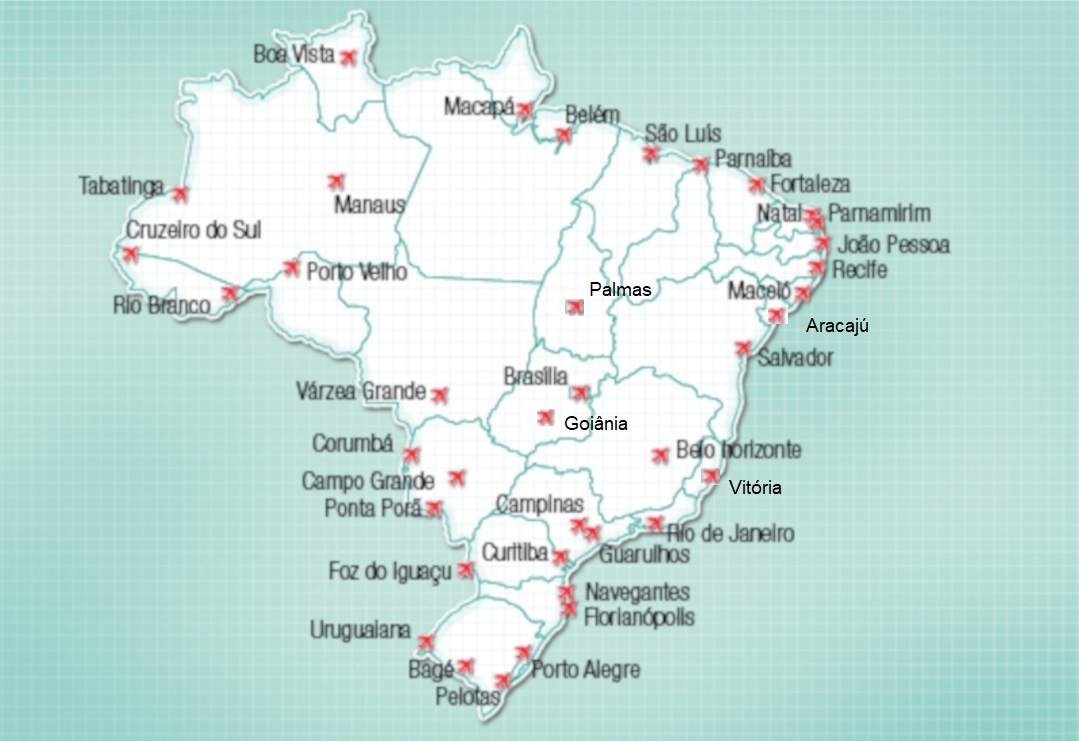 Boa Vista
Macapá
Belém
São Luís
Parnaíba
Fortaleza
Tabatinga
Manaus
Natal
Parnamirim
Cruzeiro do Sul
João Pessoa
Porto Velho
Recife
Rio Branco
Palmas
Maceió
Aracajú
Salvador
Várzea Grande
Brasília
Goiânia
Corumbá
Belo horizonte
Campo Grande
Vitória
Ponta Porã
Campinas
Rio de Janeiro
Curitiba
Guarulhos
Foz do Iguaçu
Navegantes
Florianópolis
Uruguaiana
Bagé
Porto Alegre
Pelotas